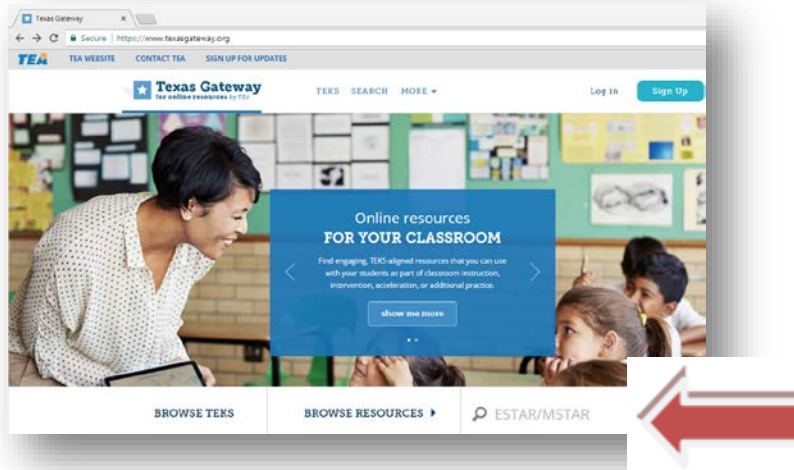 Texas Gateway
Secure | https://www.texasgateway.org
TEA TEA WEBSITE CONTACT TEA SIGN UP FOR UPDATES
Texas Gateway
for online resources by TEA
TEKS SEARCH MORE
Log in Sign Up
Online resources
FOR YOUR CLASSROOM
Find engaging, TEKS-aligned resources that you can use
with your students as part of classroom instruction,
intervention, acceleration, or additional practice.
show me more
BROWSE TEKS BROWSE RESOURCES ESTAR/MSTAR